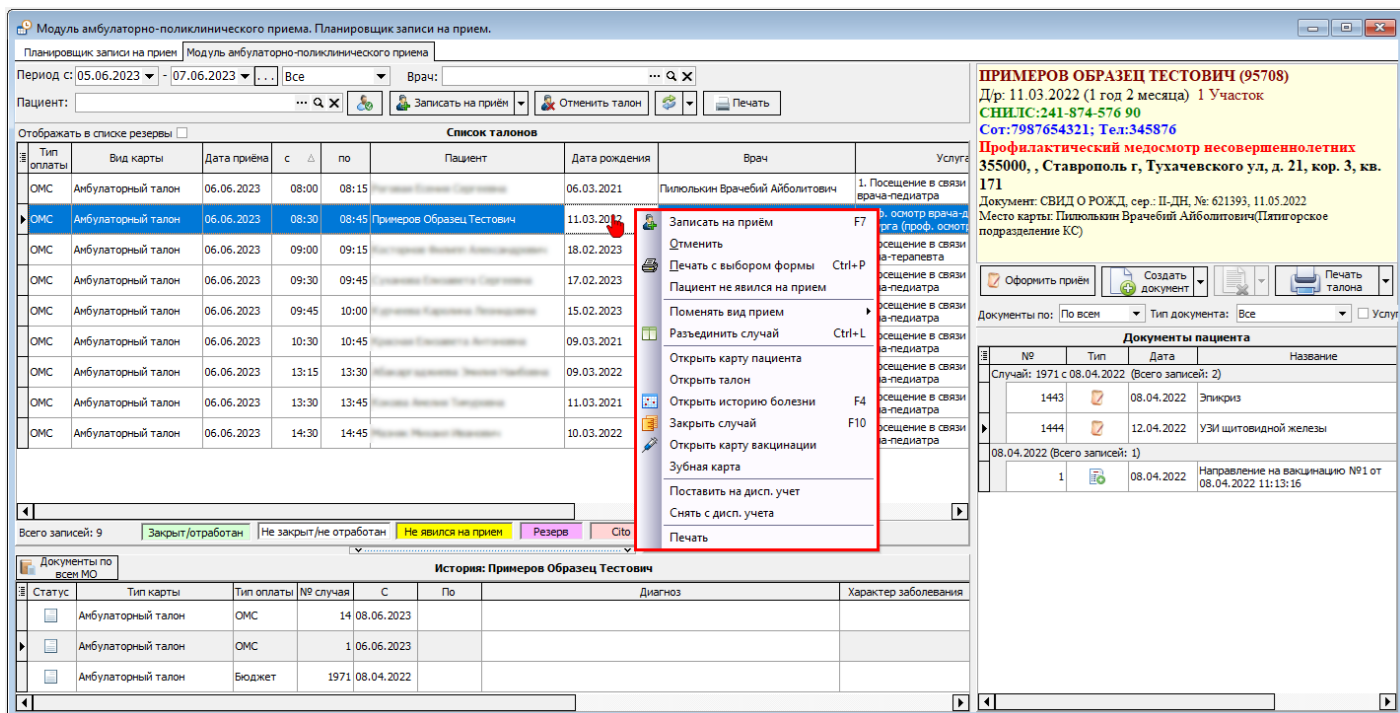 Модуль амбулаторно-поликлинического приема. Планировщик записи на прием.
Планировщик записи на прием Модуль амбулаторно-поликлинического приема
Период с: 05.06.2023 - 07.06.2023 ... Все Врач: ...
Пациент: ... Записать на приём Отменить талон Печать
Отображать в списке резервы Список талонов
Тип оплаты Вид карты Дата приёма с по Пациент Дата рождения Врач Услуга
ОМС Амбулаторный талон 06.06.2023 08:00 08:15 06.03.2021 Пилюлькин Врачебий Айболитович 1. Посещение в связи
врача-педиатра
ОМС Амбулаторный талон 06.06.2023 08:30 08:45 Примеров Образец Тестович 11.03.2022 осмотр врача-д
(проф. осмотр
ОМС Амбулаторный талон 06.06.2023 09:00 09:15 18.02.2023 в связи
ОМС Амбулаторный талон 06.06.2023 09:30 09:45 17.02.2023 в связи
ОМС Амбулаторный талон 06.06.2023 09:45 10:00 15.02.2023 в связи
ОМС Амбулаторный талон 06.06.2023 10:30 10:45 09.03.2021 в связи
ОМС Амбулаторный талон 06.06.2023 13:15 13:30 09.03.2022 в связи
ОМС Амбулаторный талон 06.06.2023 13:30 13:45 11.03.2021 в связи
ОМС Амбулаторный талон 06.06.2023 14:30 14:45 10.03.2022 в связи
Записать на приём F7
Отменить
Печать с выбором формы Ctrl+P
Пациент не явился на прием
Поменять вид прием
Разъединить случай Ctrl+L
Открыть карту пациента
Открыть талон
Открыть историю болезни F4
Закрыть случай F10
Открыть карту вакцинации
Зубная карта
Поставить на дисп. учет
Снять с дисп. учета
Печать
Всего записей: 9 Закрыт/отработан Не закрыт/не отработан Не явился на прием Резерв Cito
Документы по всем МО История: Примеров Образец Тестович
Статус Тип карты Тип оплаты № случая С По Диагноз Характер заболевания
Амбулаторный талон ОМС 14 08.06.2023
Амбулаторный талон ОМС 1 06.06.2023
Амбулаторный талон Бюджет 1971 08.04.2022
ПРИМЕРОВ ОБРАЗЕЦ ТЕСТОВИЧ (95708)
Д/р: 11.03.2022 (1 год 2 месяца) 1 Участок
СНИЛС:241-874-576 90
Сот:7987654321; Тел:345876
Профилактический медосмотр несовершеннолетних
355000, , Ставрополь г, Тухачевского ул, д. 21, кор. 3, кв.
171
Документ: СВИД О РОЖД, сер.: II-ДН, №: 621393, 11.05.2022
Место карты: Пилюлькин Врачебий Айболитович(Пятигорское
подразделение КС)
Оформить приём Создать документ Печать талона
Документы по: По всем Тип документа: Все Услуг
Документы пациента
№ Тип Дата Название
Случай: 1971 с 08.04.2022 (Всего записей: 2)
1443 08.04.2022 Эпикриз
1444 12.04.2022 УЗИ щитовидной железы
08.04.2022 (Всего записей: 1)
1 08.04.2022 Направление на вакцинацию №1 от
08.04.2022 11:13:16